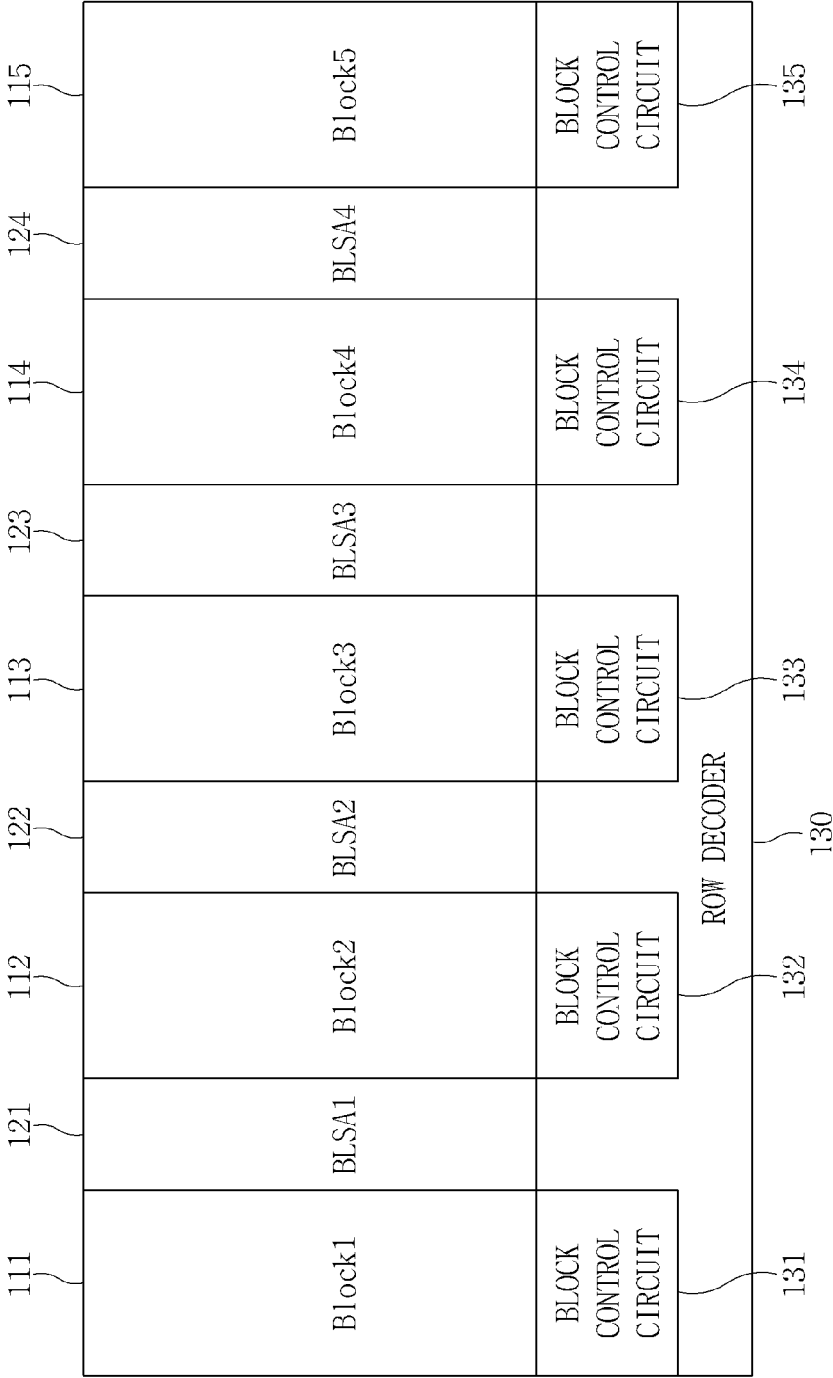 111 121 112 122 113 123 114 124 115
Block1 BLSA1 Block2 BLSA2 Block3 BLSA3 Block4 BLSA4 Block5
BLOCK
CONTROL
CIRCUIT
BLOCK
CONTROL
CIRCUIT
BLOCK
CONTROL
CIRCUIT
BLOCK
CONTROL
CIRCUIT
BLOCK
CONTROL
CIRCUIT
ROW DECODER
131 132 133 134 135
130